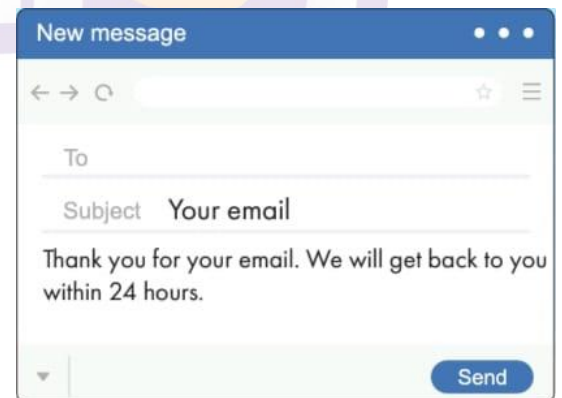 New message
To
Subject Your email
Thank you for your email. We will get back to you
within 24 hours.
Send